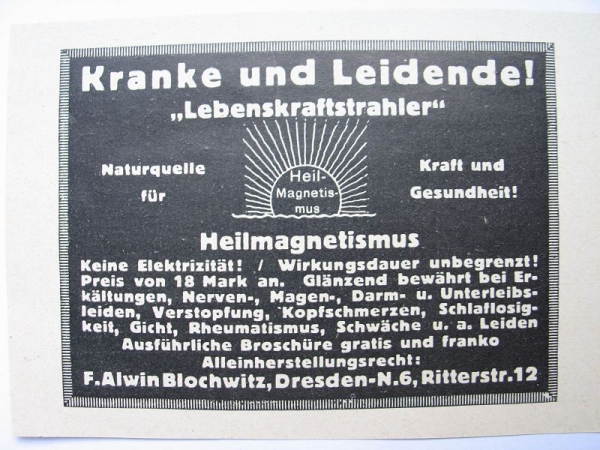 Kranke und Leidende!
„Lebenskraftstrahler“
Naturquelle
für
Heil-
Magnetis-
mus
Kraft und
Gesundheit!
Heilmagnetismus
Keine Elektrizität! / Wirkungsdauer unbegrenzt!
Preis von 18 Mark an. Glänzend bewährt bei Er-
kältungen, Nerven-, Magen-, Darm- u. Unterleibs-
leiden, Verstopfung, Kopfschmerzen, Schlaflosig-
keit, Gicht, Rheumatismus, Schwäche u. a. Leiden
Ausführliche Broschüre gratis und franko
Alleinherstellungsrecht:
F. Alwin Blochwitz, Dresden-N. 6, Ritterstr. 12